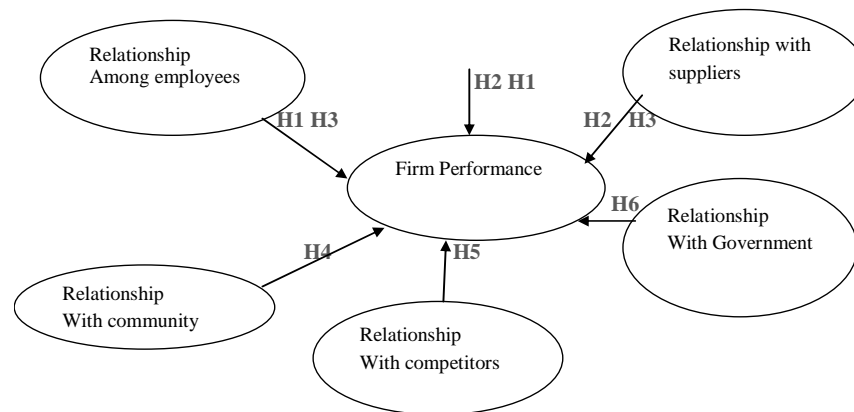 Relationship
Among employees
Relationship with
suppliers
H2 H1
H1 H3
H2 H3
Firm Performance
H6
Relationship
With Government
H4
H5
Relationship
With community
Relationship
With competitors